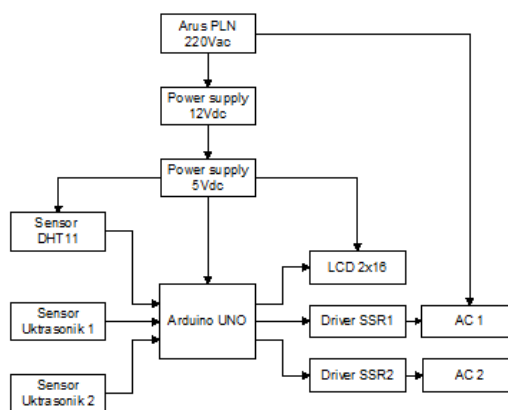 Arus PLN
220Vac
Power supply
12Vdc
Power supply
5Vdc
Sensor
DHT11
LCD 2x16
Sensor
Uktrasonik 1
Arduino UNO
Driver SSR1
AC 1
Sensor
Uktrasonik 2
Driver SSR2
AC 2